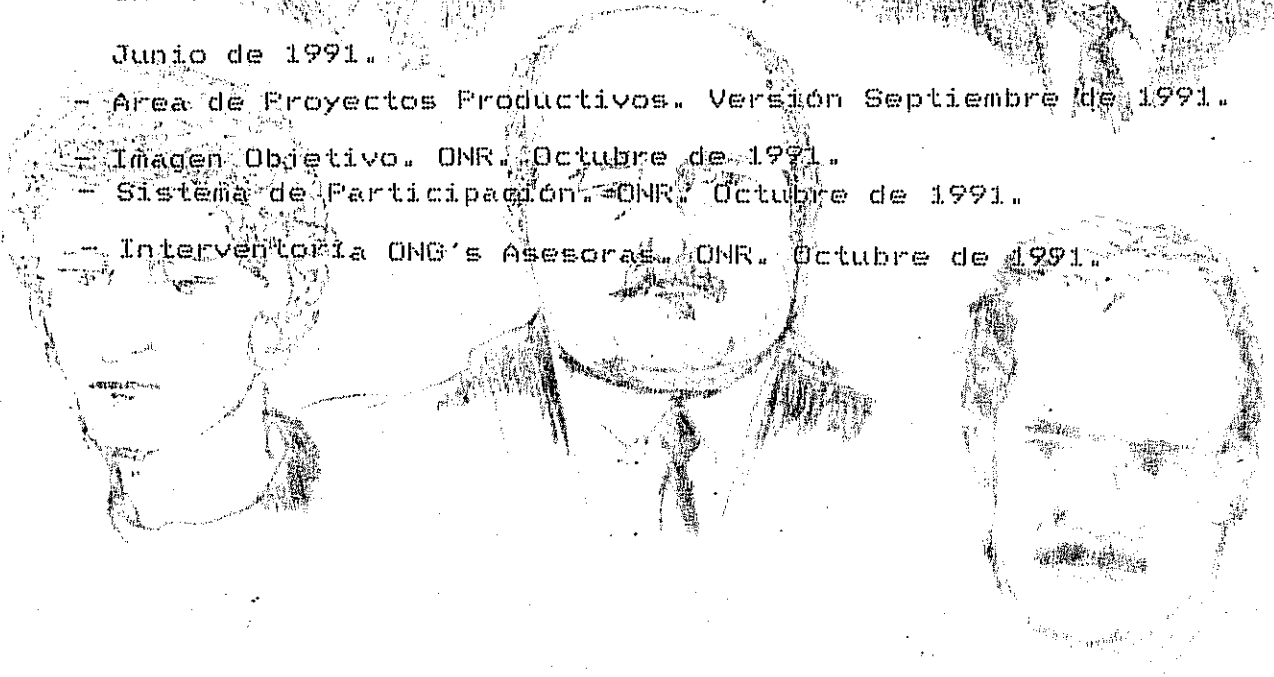 Junio de 1991.
- Area de Proyectos Productivos. Versión Septiembre de 1991.
- Imagen Objetivo. ONR. Octubre de 1991.
- Sistema de Participación. ONR. Octubre de 1991.
- Interventoría ONG's Asesoras. ONR. Octubre de 1991.